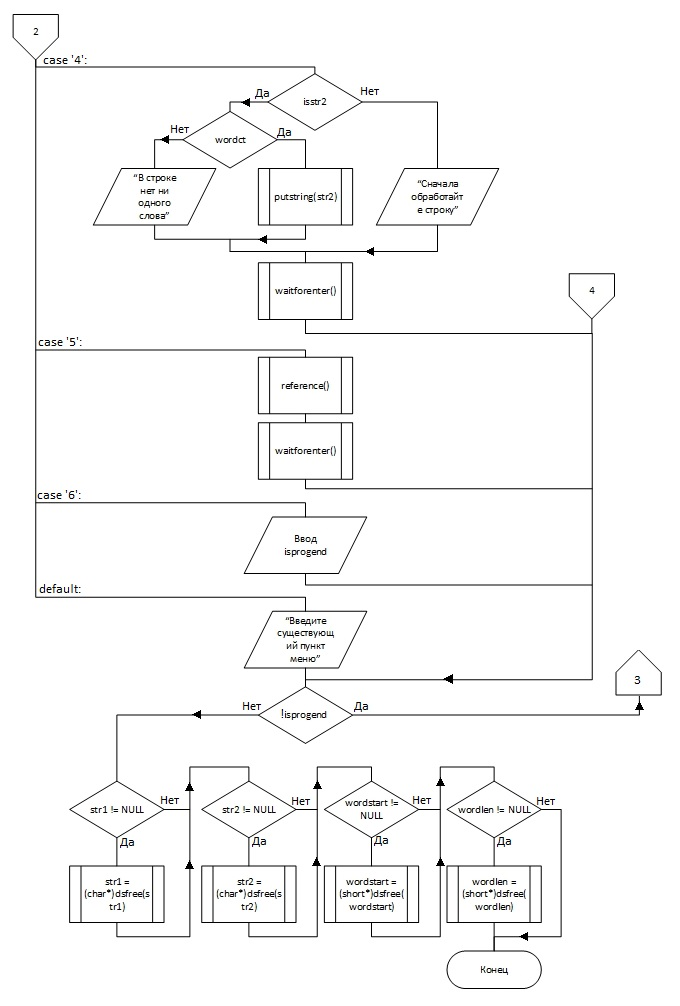 2
case '4':
isstr2
Да
Нет
wordct
Нет
Да
“В строке
нет ни
одного
слова”
putstring(str2)
“Сначала
обработайт
е строку”
waitforenter()
4
case '5':
reference()
waitforenter()
case '6':
Ввод
isprogend
default:
“Введите
существующ
ий пункт
меню”
3
!isprogend
Нет
Да
str1 != NULL
Нет
str2 != NULL
Нет
wordstart !=
NULL
Нет
wordlen != NULL
Нет
Да
Да
Да
Да
str1 =
(char*)dsfree(s
tr1)
str2 =
(char*)dsfree(s
tr2)
wordstart =
(short*)dsfree(
wordstart)
wordlen =
(short*)dsfree(
wordlen)
Конец